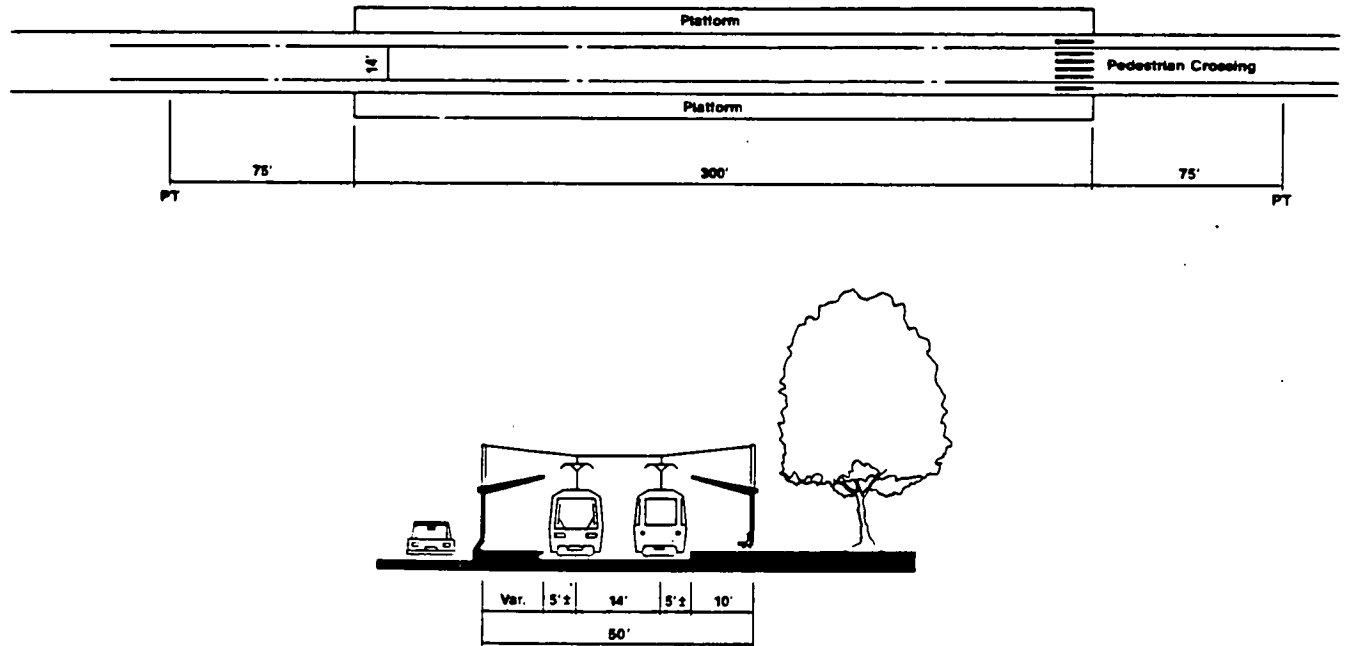 Platform
14'
Pedestrian Crossing
Platform
75'
300'
75'
PT
PT
Var.
5'±
14'
5'±
10'
50'